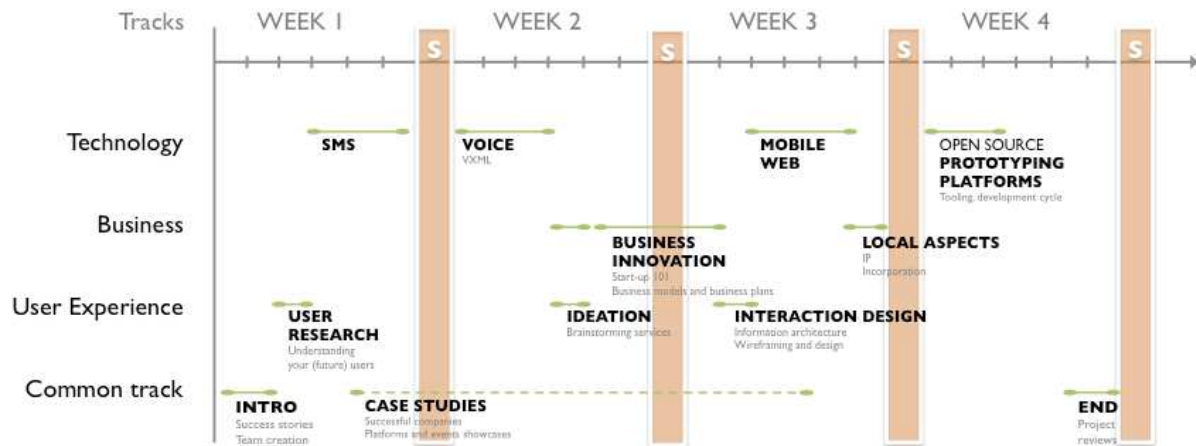 Tracks
WEEK 1
WEEK 2
WEEK 3
WEEK 4
S
S
S
S
Technology
SMS
VOICE
VXML
MOBILE
WEB
OPEN SOURCE
PROTOTYPING
PLATFORMS
Tooling, development cycle
Business
BUSINESS
INNOVATION
Start-up 101
Business models and business plans
LOCAL ASPECTS
IP
Incorporation
User Experience
USER
RESEARCH
Understanding
your (future) users
IDEATION
Brainstorming services
INTERACTION DESIGN
Information architecture
Wireframing and design
Common track
INTRO
Success stories
Team creation
CASE STUDIES
Successful companies
Platforms and events showcases
END
Project
reviews